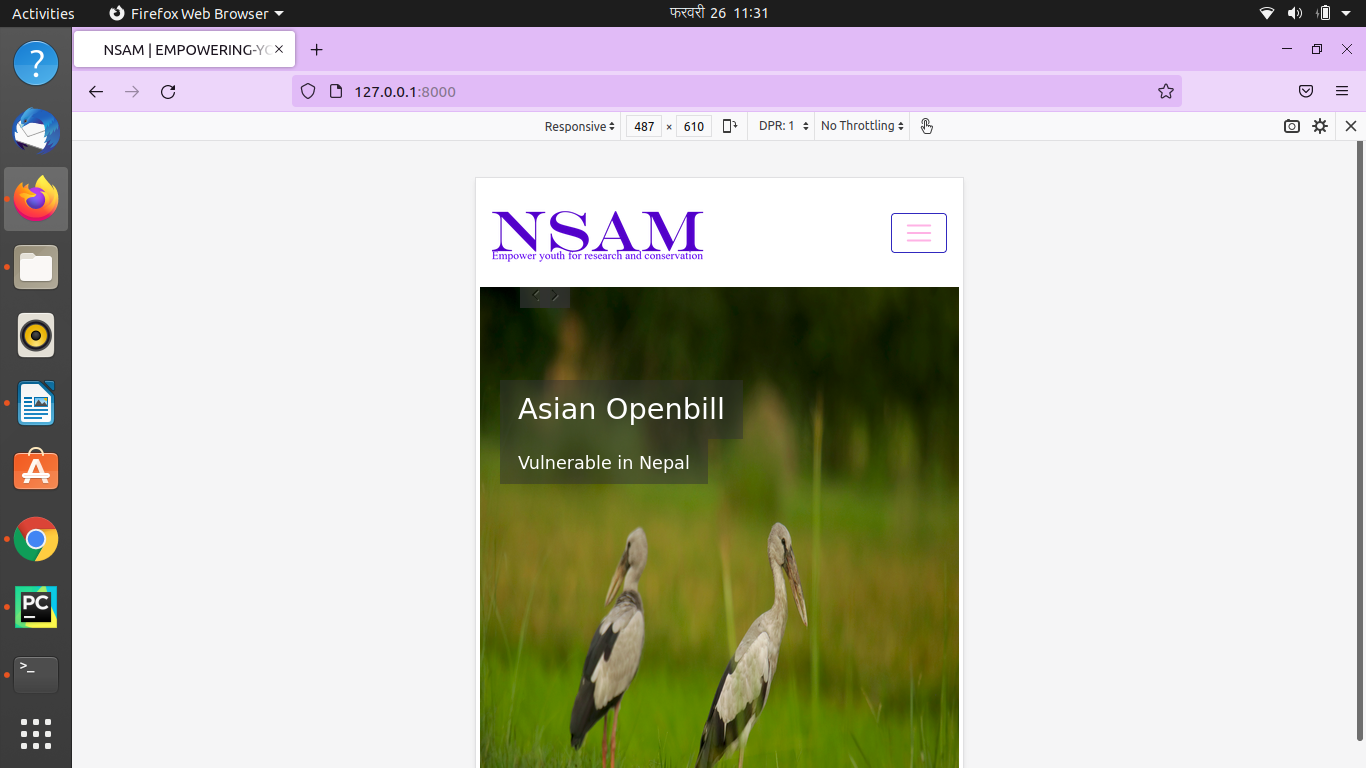 Activities
Firefox Web Browser
फरवरी 26 11:31
NSAM | EMPOWERING-YO
127.0.0.1:8000
Responsive
487 × 610
DPR: 1
No Throttling
NSAM
Empower youth for research and conservation
Asian Openbill
Vulnerable in Nepal
PC
>_